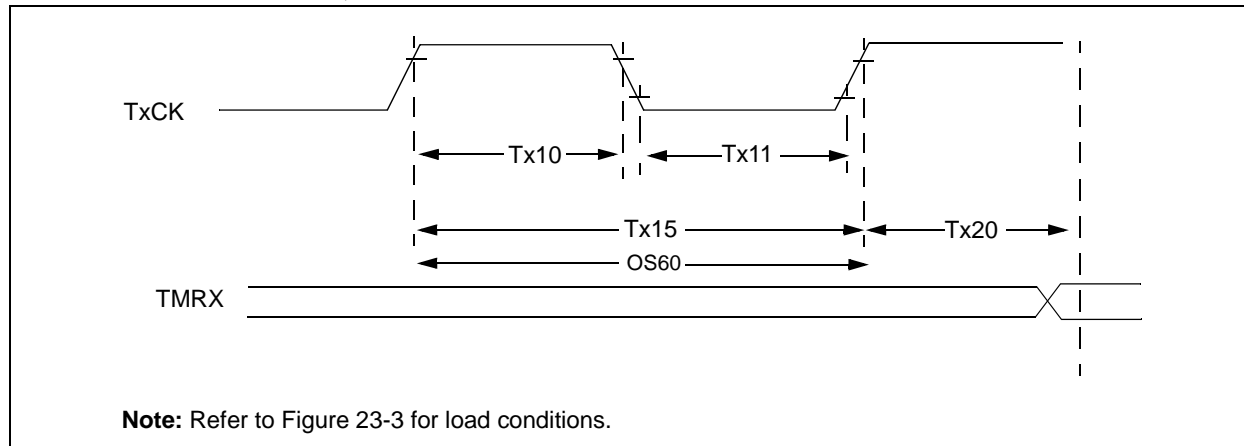 TxCK
Tx10
Tx11
Tx15
Tx20
OS60
TMRX
Note: Refer to Figure 23-3 for load conditions.